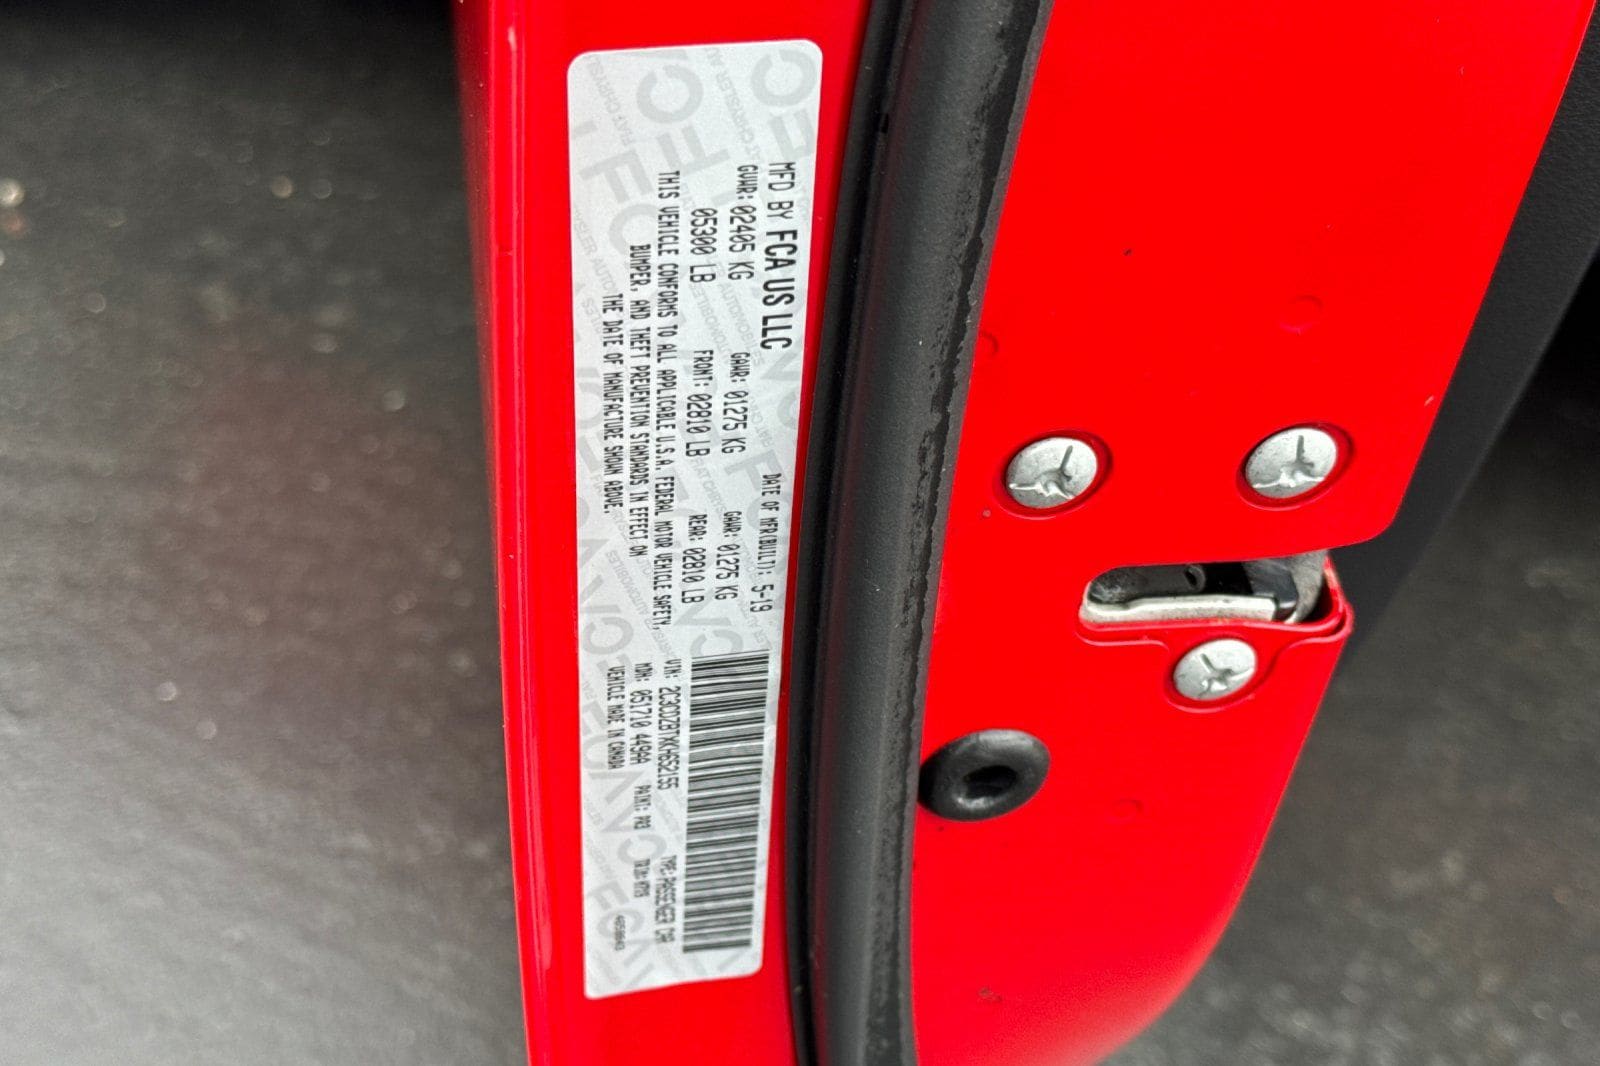 MFD BY FCA US LLC
DATE OF MFR(BUILT): 5-19
GVWR: 02405 KG GAWR: 01275 KG GAWR: 01275 KG
05300 LB FRONT: 02810 LB REAR: 02810 LB
THIS VEHICLE CONFORMS TO ALL APPLICABLE U.S.A. FEDERAL MOTOR VEHICLE SAFETY,
BUMPER, AND THEFT PREVENTION STANDARDS IN EFFECT ON
THE DATE OF MANUFACTURE SHOWN ABOVE.
VIN: 2C3CDZBTXKH652155 TYPE: PASSENGER CAR
MDH: 051710 449AA PAINT: PR3 TRIM:
VEHICLE MADE IN CANADA